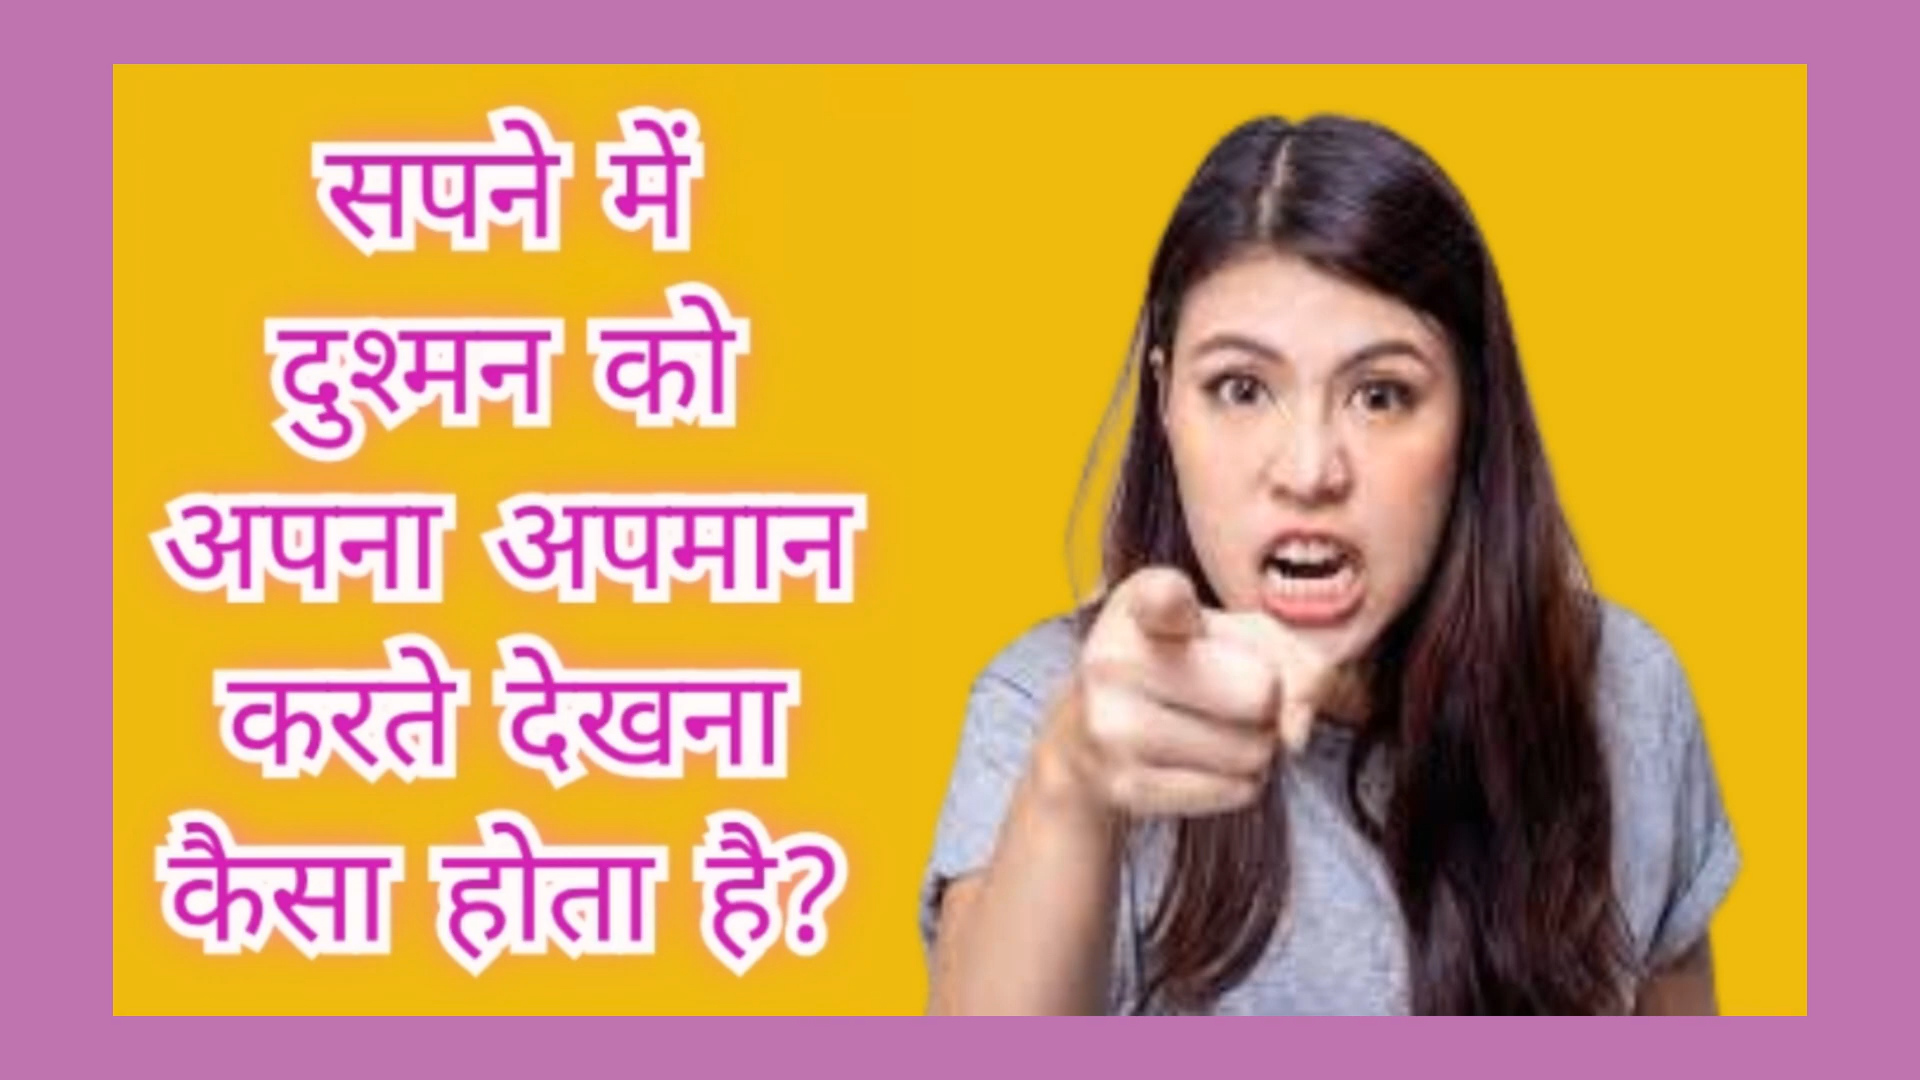 सपने में
दुश्मन को
अपना अपमान
करते देखना
कैसा होता है?